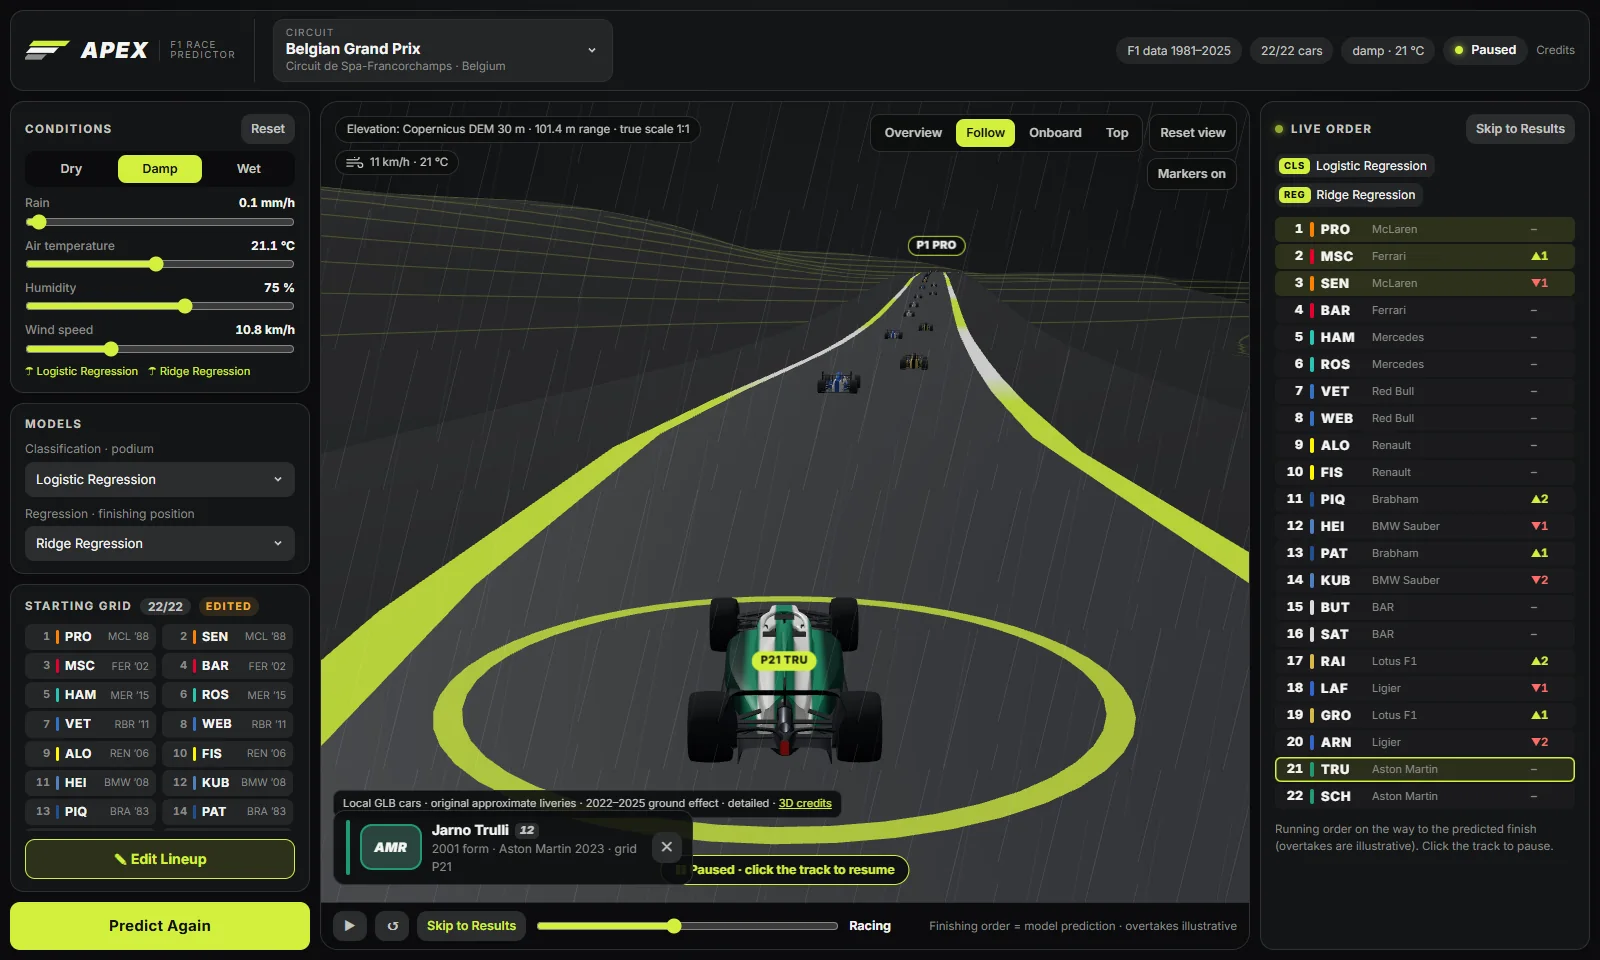 APEX
F1 RACE
PREDICTOR
CIRCUIT
Belgian Grand Prix
Circuit de Spa-Francorchamps · Belgium
F1 data 1981–2025
22/22 cars
damp · 21 °C
Paused
Credits
CONDITIONS
Reset
Dry
Damp
Wet
Rain
0.1 mm/h
Air temperature
21.1 °C
Humidity
75 %
Wind speed
10.8 km/h
Logistic Regression
Ridge Regression
MODELS
Classification · podium
Logistic Regression
Regression · finishing position
Ridge Regression
STARTING GRID 22/22 EDITED
1 PRO MCL '88
2 SEN MCL '88
3 MSC FER '02
4 BAR FER '02
5 HAM MER '15
6 ROS MER '15
7 VET RBR '11
8 WEB RBR '11
9 ALO REN '06
10 FIS REN '06
11 HEI BMW '08
12 KUB BMW '08
13 PIQ BRA '83
14 PAT BRA '83
Edit Lineup
Predict Again
Elevation: Copernicus DEM 30 m · 101.4 m range · true scale 1:1
11 km/h · 21 °C
Overview
Follow
Onboard
Top
Reset view
Markers on
P1 PRO
P21 TRU
Local GLB cars · original approximate liveries · 2022–2025 ground effect · detailed · 3D credits
AMR
Jarno Trulli 12
2001 form · Aston Martin 2023 · grid
P21
Paused · click the track to resume
Skip to Results
Racing
Finishing order = model prediction · overtakes illustrative
LIVE ORDER
Skip to Results
CLS Logistic Regression
REG Ridge Regression
1 PRO McLaren –
2 MSC Ferrari ▲1
3 SEN McLaren ▼1
4 BAR Ferrari –
5 HAM Mercedes –
6 ROS Mercedes –
7 VET Red Bull –
8 WEB Red Bull –
9 ALO Renault –
10 FIS Renault –
11 PIQ Brabham ▲2
12 HEI BMW Sauber ▼1
13 PAT Brabham ▲1
14 KUB BMW Sauber ▼2
15 BUT BAR –
16 SAT BAR –
17 RAI Lotus F1 ▲2
18 LAF Ligier ▼1
19 GRO Lotus F1 ▲1
20 ARN Ligier ▼2
21 TRU Aston Martin –
22 SCH Aston Martin
Running order on the way to the predicted finish
(overtakes are illustrative). Click the track to pause.